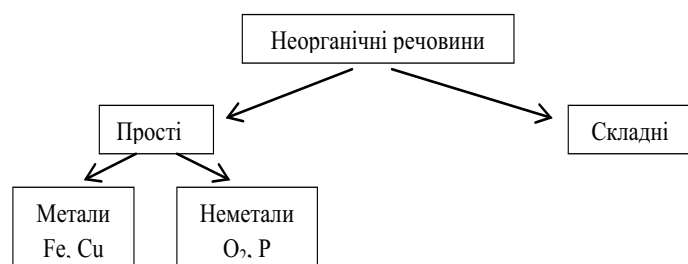 Неорганічні речовини
Прості
Складні
Метали
Fe, Cu
Неметали
O₂, P